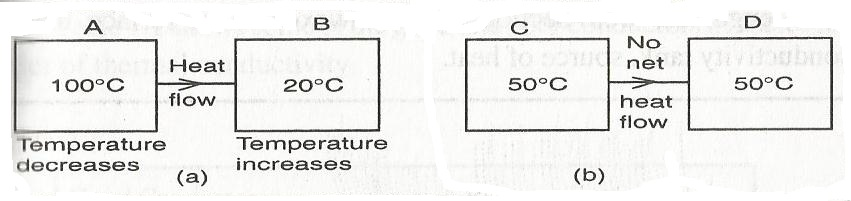 A
B
100°C
Heat
flow
20°C
Temperature
decreases
Temperature
increases
(a)
C
D
50°C
No
net
heat
flow
50°C
(b)